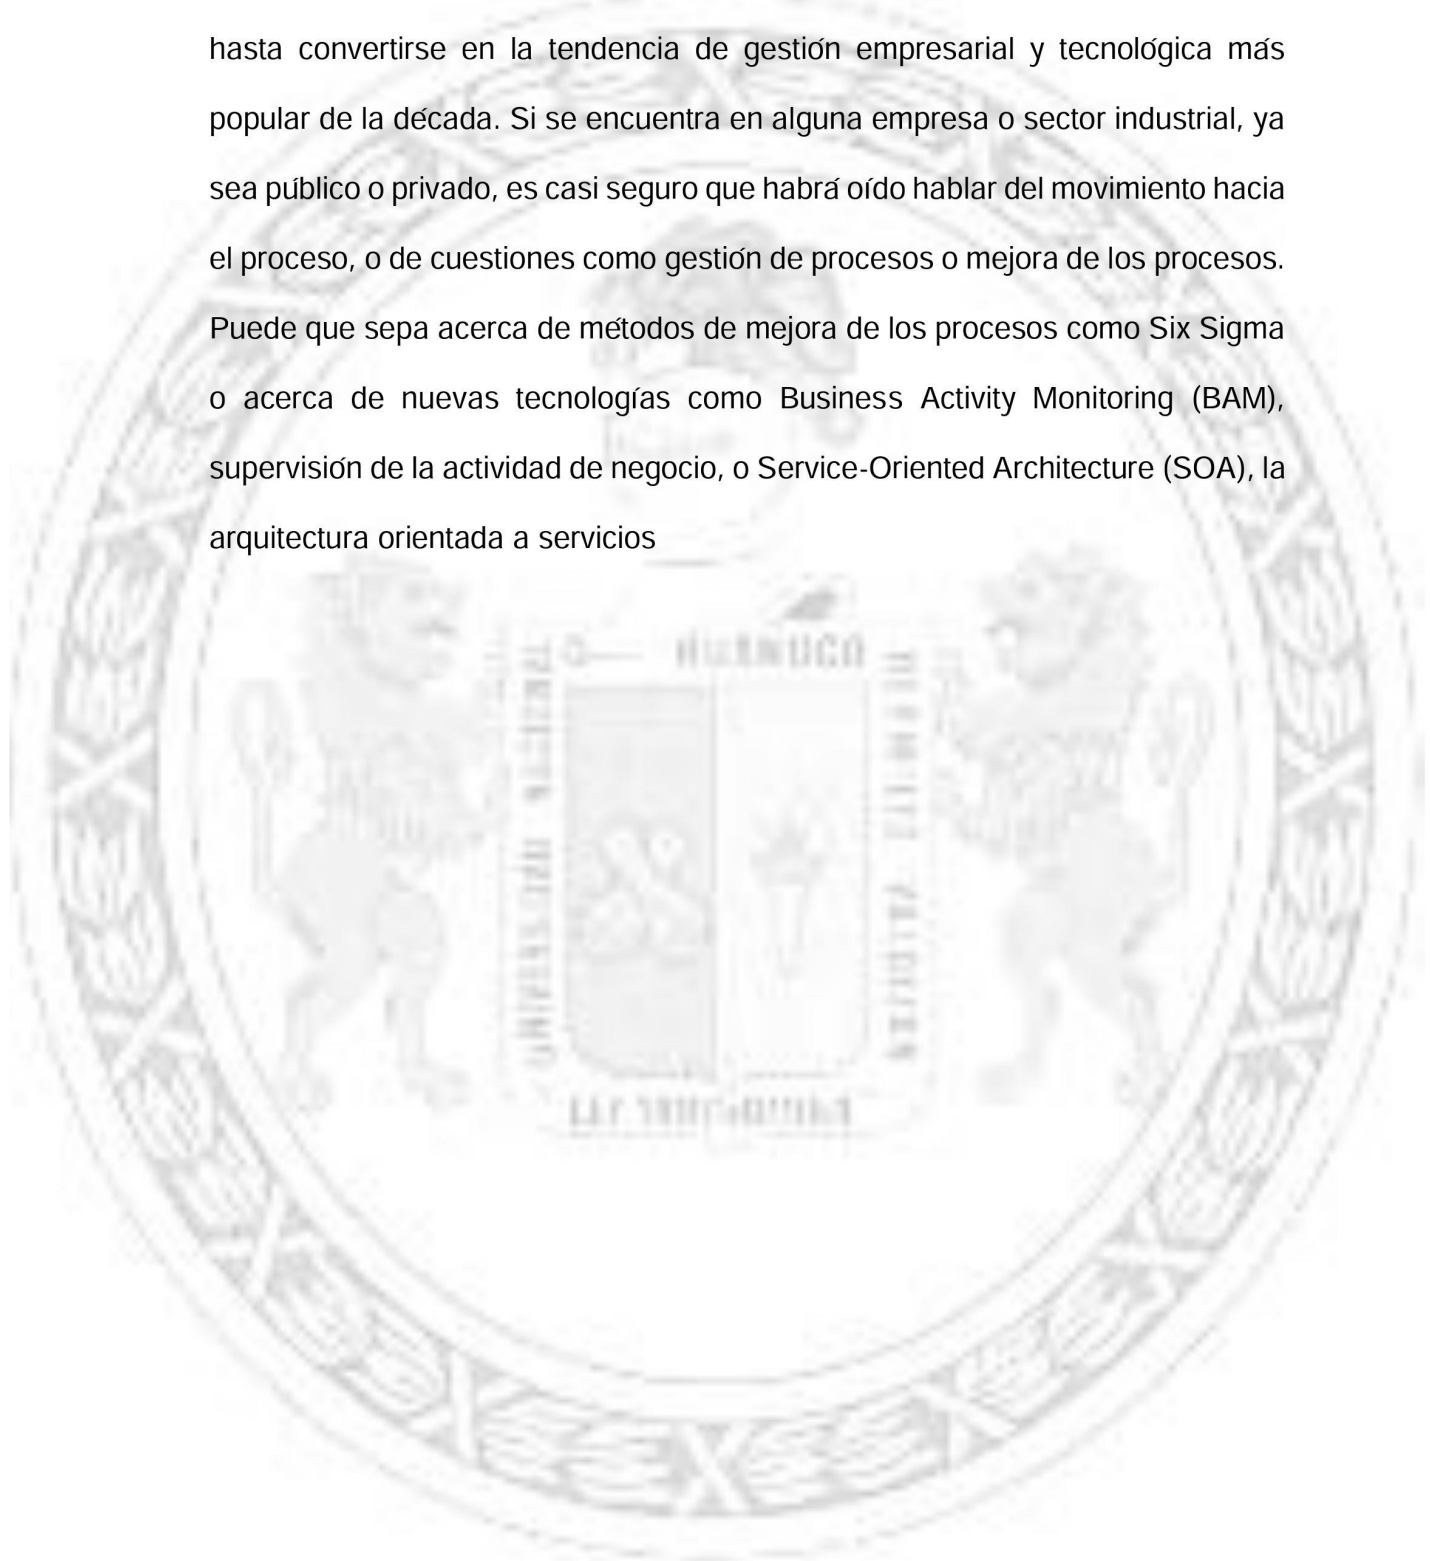 hasta convertirse en la tendencia de gestión empresarial y tecnológica más
popular de la década. Si se encuentra en alguna empresa o sector industrial, ya
sea público o privado, es casi seguro que habrá oído hablar del movimiento hacia
el proceso, o de cuestiones como gestión de procesos o mejora de los procesos.
Puede que sepa acerca de métodos de mejora de los procesos como Six Sigma
o acerca de nuevas tecnologías como Business Activity Monitoring (BAM),
supervisión de la actividad de negocio, o Service-Oriented Architecture (SOA), la
arquitectura orientada a servicios
HUANUCO